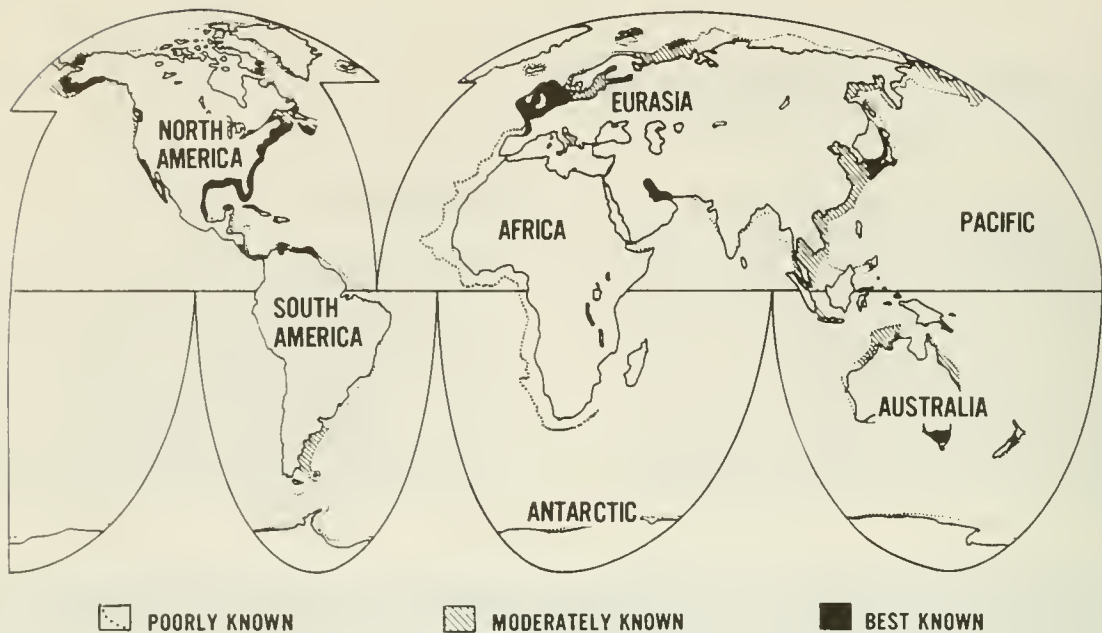 NORTH
AMERICA
SOUTH
AMERICA
EURASIA
AFRICA
PACIFIC
AUSTRALIA
ANTARCTIC
POORLY KNOWN
MODERATELY KNOWN
BEST KNOWN